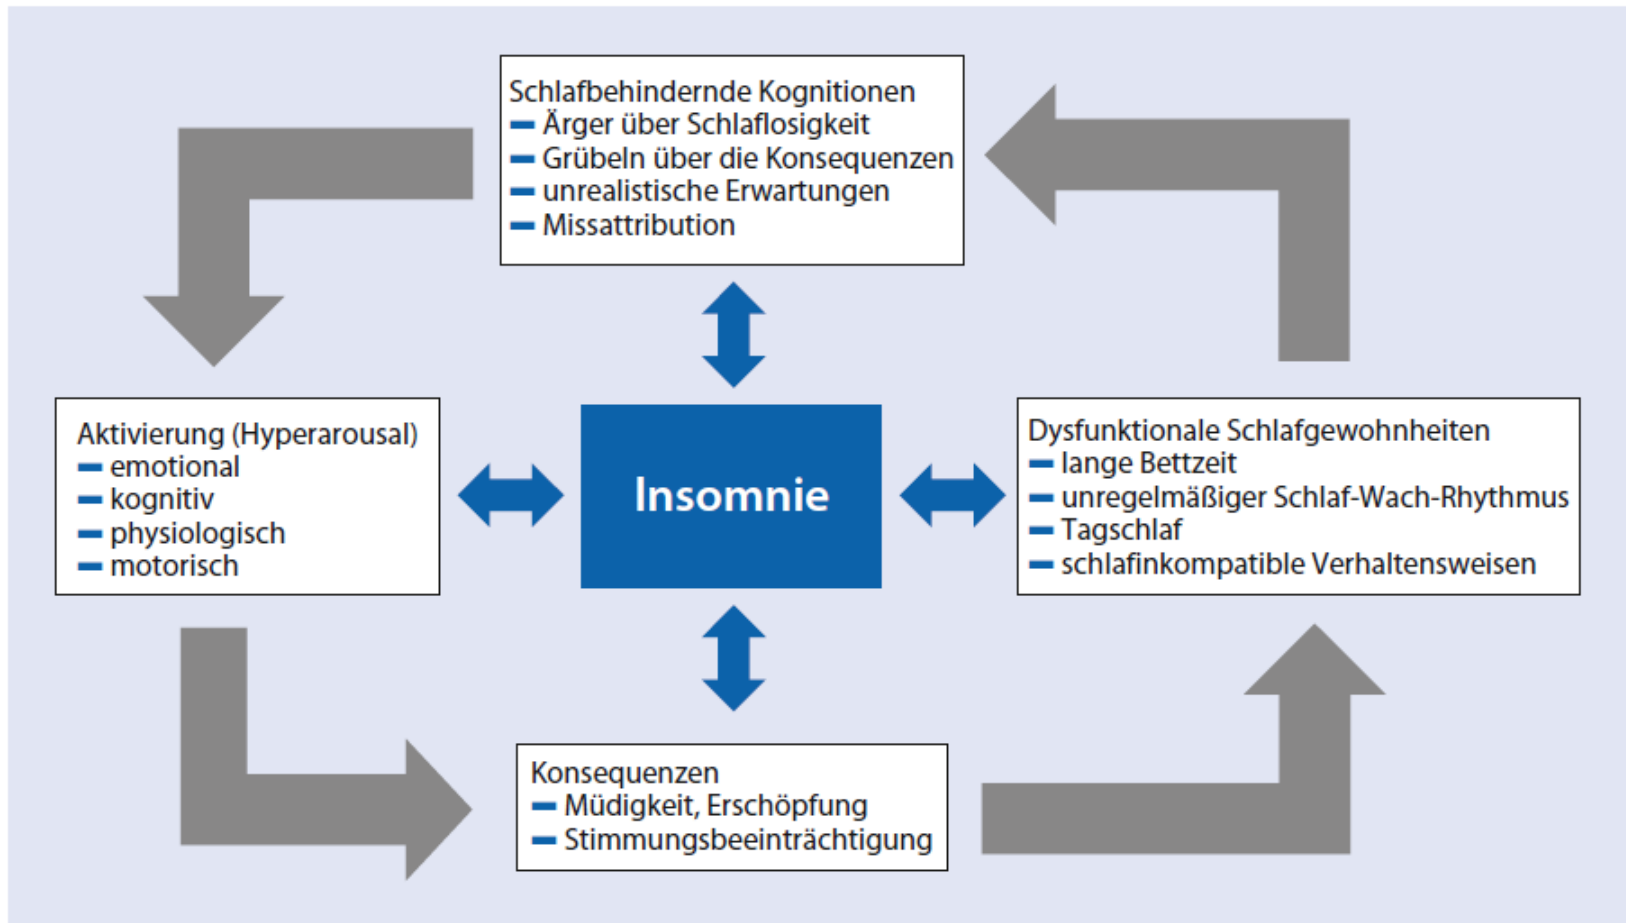 Schlafbehindernde Kognitionen
– Ärger über Schlaflosigkeit
– Grübeln über die Konsequenzen
– unrealistische Erwartungen
– Missattribution
Aktivierung (Hyperarousal)
– emotional
– kognitiv
– physiologisch
– motorisch
Insomnie
Dysfunktionale Schlafgewohnheiten
– lange Bettzeit
– unregelmäßiger Schlaf-Wach-Rhythmus
– Tagschlaf
– schlafinkompatible Verhaltensweisen
Konsequenzen
– Müdigkeit, Erschöpfung
– Stimmungsbeeinträchtigung